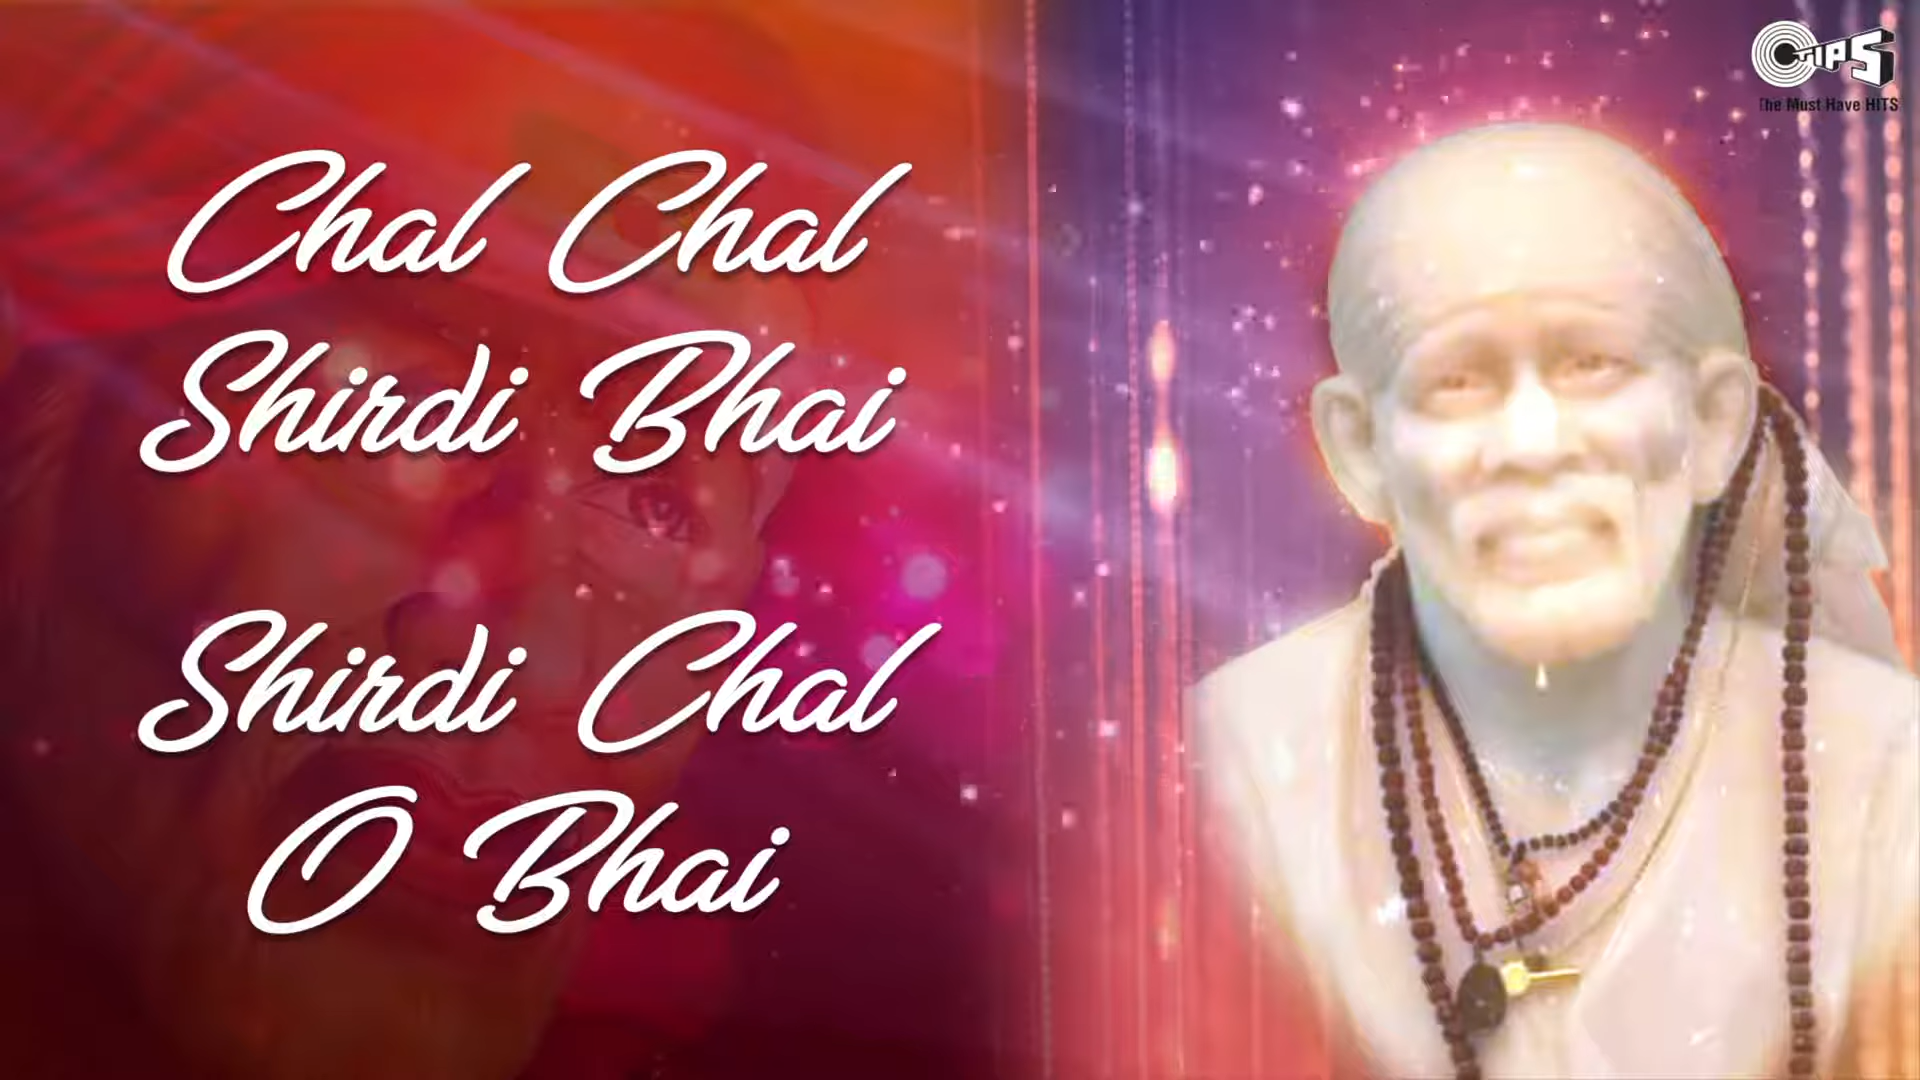 Chal Chal
Shirdi Bhai
Shirdi Chal
O Bhai
TIPS
The Must Have HITS